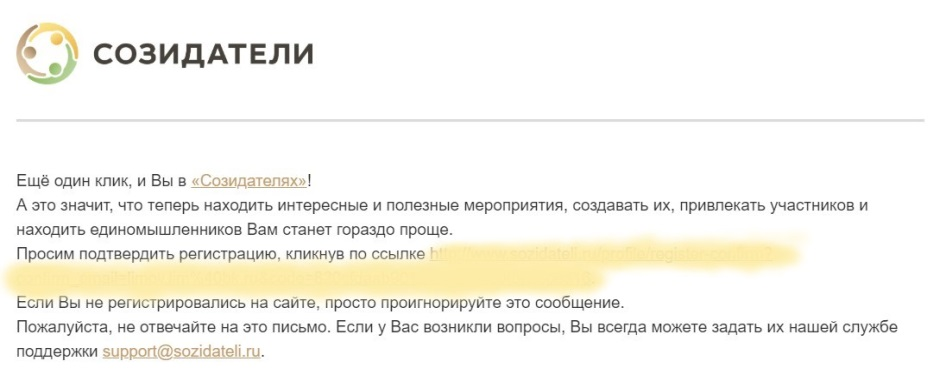 СОЗИДАТЕЛИ
Ещё один клик, и Вы в «Созидателях»!
А это значит, что теперь находить интересные и полезные мероприятия, создавать их, привлекать участников и
находить единомышленников Вам станет гораздо проще.
Просим подтвердить регистрацию, кликнув по ссылке
Если Вы не регистрировались на сайте, просто проигнорируйте это сообщение.
Пожалуйста, не отвечайте на это письмо. Если у Вас возникли вопросы, Вы всегда можете задать их нашей службе
поддержки support@sozidateli.ru.